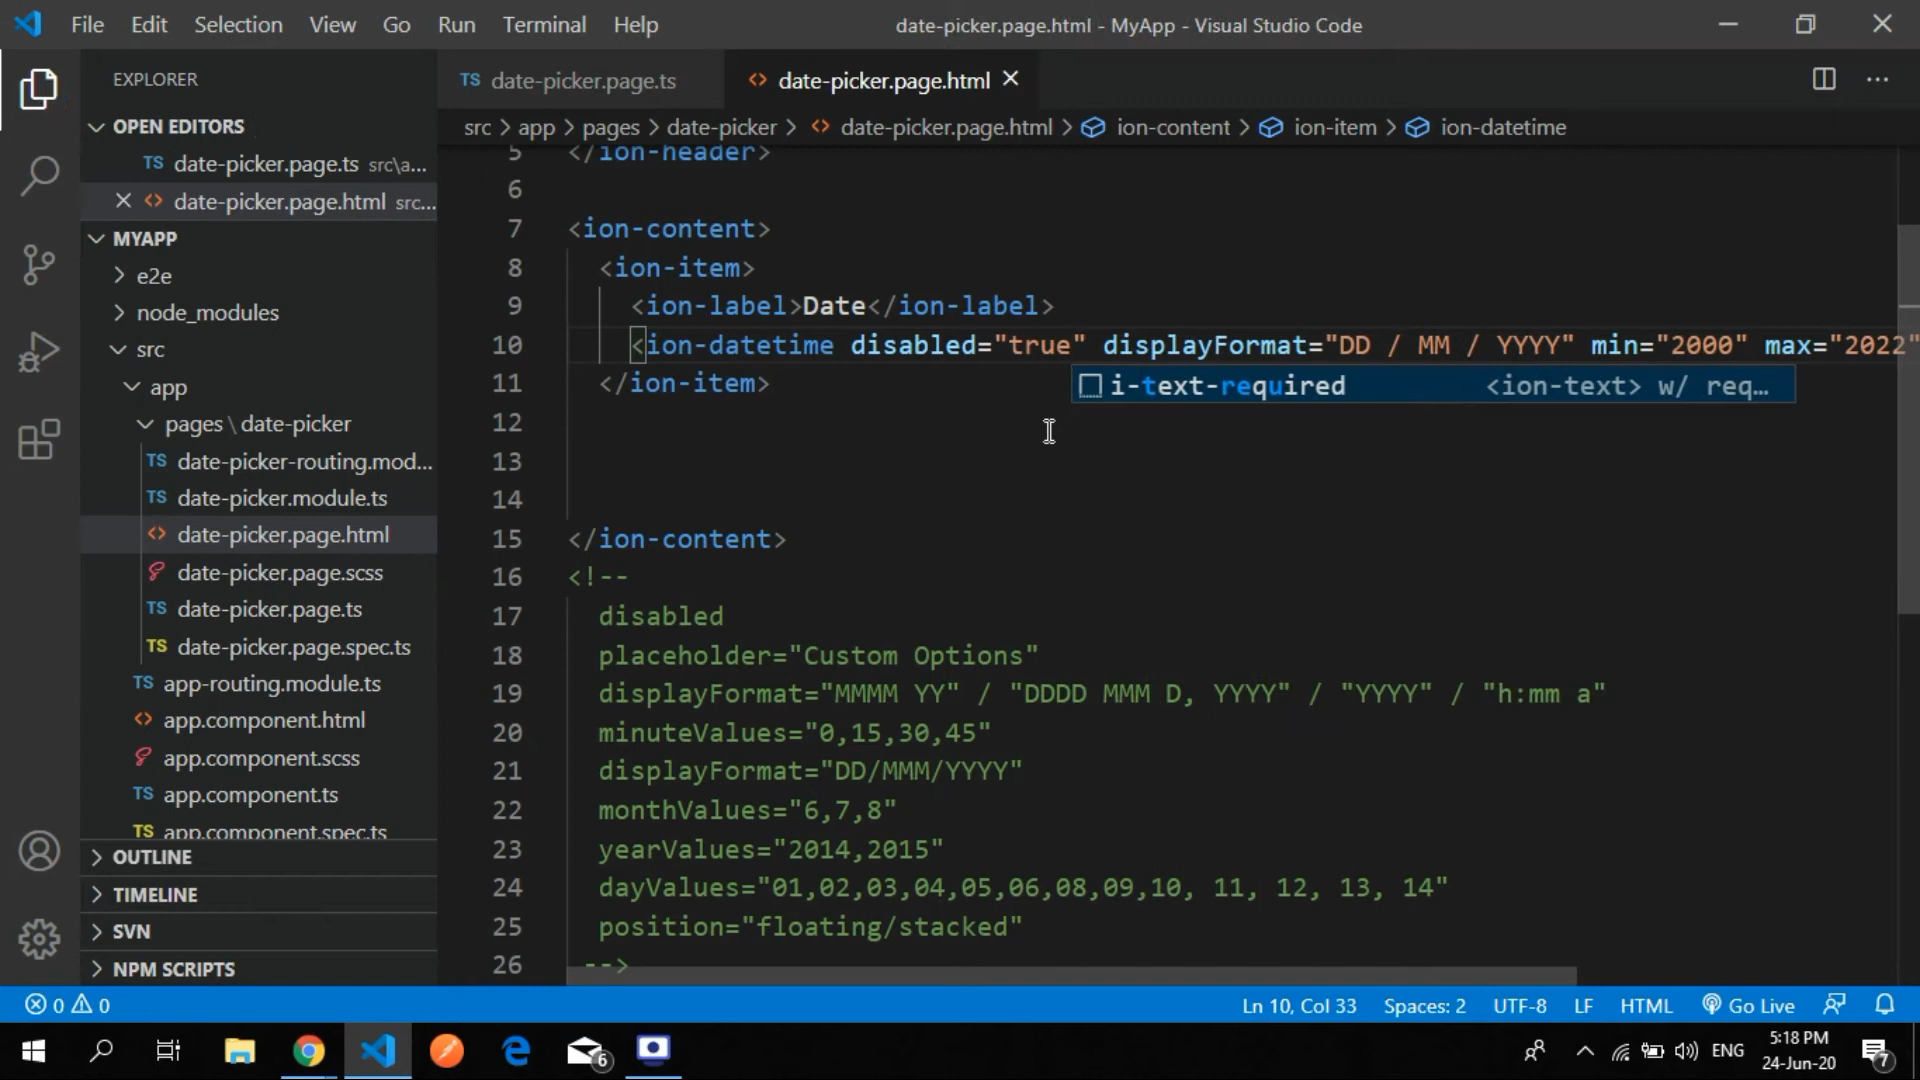 File Edit Selection View Go Run Terminal Help
date-picker.page.html - MyApp - Visual Studio Code
EXPLORER
OPEN EDITORS
TS date-picker.page.ts src\a...
date-picker.page.html src...
MYAPP
e2e
node_modules
src
app
pages \ date-picker
TS date-picker-routing.mod...
TS date-picker.module.ts
date-picker.page.html
date-picker.page.scss
TS date-picker.page.ts
TS date-picker.page.spec.ts
TS app-routing.module.ts
app.component.html
app.component.scss
TS app.component.ts
TS app.component.spec.ts
OUTLINE
TIMELINE
SVN
NPM SCRIPTS
TS date-picker.page.ts
date-picker.page.html
src > app > pages > date-picker > date-picker.page.html > ion-content > ion-item > ion-datetime
5 </ion-header>
6
7 <ion-content>
8 <ion-item>
9 <ion-label>Date</ion-label>
10 <ion-datetime disabled="true" displayFormat="DD / MM / YYYY" min="2000" max="2022"
11 </ion-item>
i-text-required <ion-text> w/ req...
12
13
14
15 </ion-content>
16 <!--
17 disabled
18 placeholder="Custom Options"
19 displayFormat="MMMM YY" / "DDDD MMM D, YYYY" / "YYYY" / "h:mm a"
20 minuteValues="0,15,30,45"
21 displayFormat="DD/MMM/YYYY"
22 monthValues="6,7,8"
23 yearValues="2014,2015"
24 dayValues="01,02,03,04,05,06,08,09,10, 11, 12, 13, 14"
25 position="floating/stacked"
26 -->
0 0
Ln 10, Col 33 Spaces: 2 UTF-8 LF HTML Go Live
6
ENG
5:18 PM
24-Jun-20
7